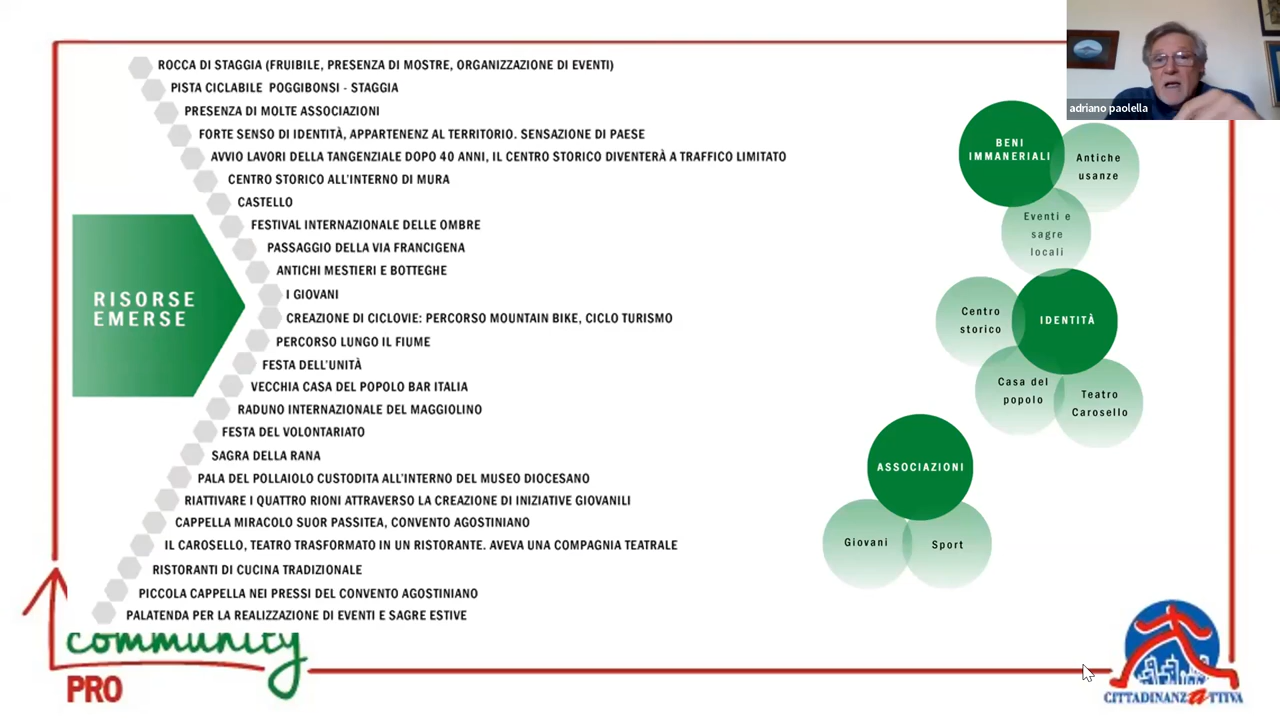 adriano paolella
RISORSE
EMERSE
ROCCA DI STAGGIA (FRUIBILE, PRESENZA DI MOSTRE, ORGANIZZAZIONE DI EVENTI)
PISTA CICLABILE POGGIBONSI - STAGGIA
PRESENZA DI MOLTE ASSOCIAZIONI
FORTE SENSO DI IDENTITÀ, APPARTENENZ AL TERRITORIO. SENSAZIONE DI PAESE
AVVIO LAVORI DELLA TANGENZIALE DOPO 40 ANNI, IL CENTRO STORICO DIVENTERÀ A TRAFFICO LIMITATO
CENTRO STORICO ALL'INTERNO DI MURA
CASTELLO
FESTIVAL INTERNAZIONALE DELLE OMBRE
PASSAGGIO DELLA VIA FRANCIGENA
ANTICHI MESTIERI E BOTTEGHE
I GIOVANI
CREAZIONE DI CICLOVIE: PERCORSO MOUNTAIN BIKE, CICLO TURISMO
PERCORSO LUNGO IL FIUME
FESTA DELL'UNITÀ
VECCHIA CASA DEL POPOLO BAR ITALIA
RADUNO INTERNAZIONALE DEL MAGGIOLINO
FESTA DEL VOLONTARIATO
SAGRA DELLA RANA
PALA DEL POLLAIOLO CUSTODITA ALL'INTERNO DEL MUSEO DIOCESANO
RIATTIVARE I QUATTRO RIONI ATTRAVERSO LA CREAZIONE DI INIZIATIVE GIOVANILI
CAPPELLA MIRACOLO SUOR PASSITEA, CONVENTO AGOSTINIANO
IL CAROSELLO, TEATRO TRASFORMATO IN UN RISTORANTE. AVEVA UNA COMPAGNIA TEATRALE
RISTORANTI DI CUCINA TRADIZIONALE
PICCOLA CAPPELLA NEI PRESSI DEL CONVENTO AGOSTINIANO
PALATENDA PER LA REALIZZAZIONE DI EVENTI E SAGRE ESTIVE
BENI
IMMANERIALI
Antiche
usanze
Eventi e
sagre
locali
Centro
storico
IDENTITÀ
Casa del
popolo
Teatro
Carosello
ASSOCIAZIONI
Giovani
Sport
community
PRO
CITTADINANZATTIVA